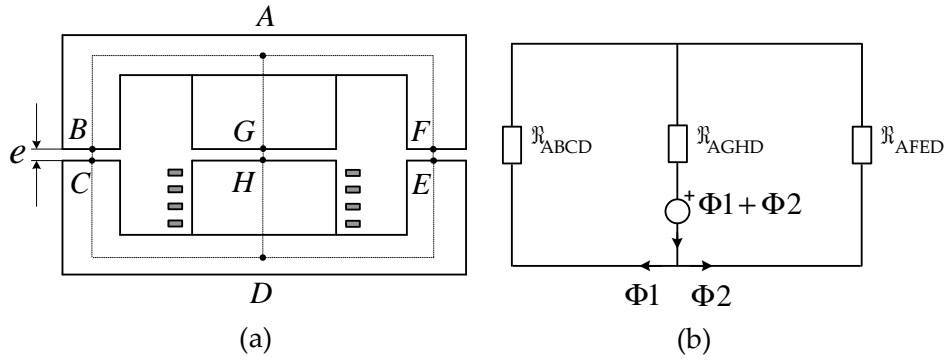 A
B
G
F
e
C
H
E
D
(a)
ℜABCD
ℜAGHD
ℜAFED
+
Φ1+Φ2
Φ1
Φ2
(b)